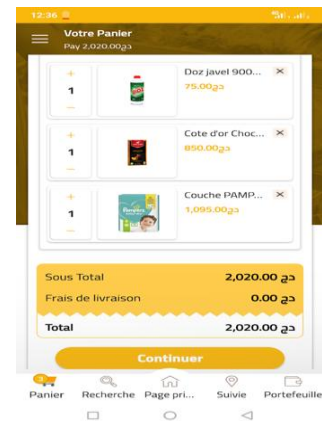 12:36
Votre Panier
Pay 2,020.00دج
+
1
−
Doz javel 900... ×
75.00دج
+
1
−
Cote d'or Choc... ×
850.00دج
+
1
−
Couche PAMP... ×
1,095.00دج
Sous Total 2,020.00 دج
Frais de livraison 0.00 دج
Total 2,020.00 دج
Continuer
Panier Recherche Page pri... Suivie Portefeuille